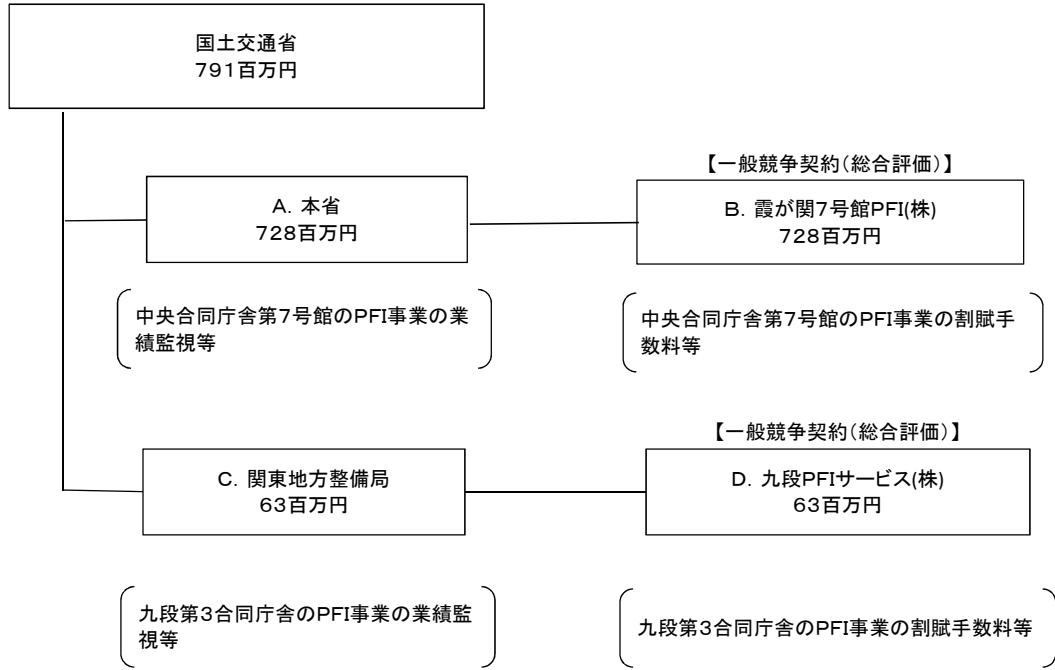 国土交通省
791百万円
【一般競争契約(総合評価)】
A. 本省
728百万円
B. 霞が関7号館PFI(株)
728百万円
中央合同庁舎第7号館のPFI事業の業
績監視等
中央合同庁舎第7号館のPFI事業の割賦手
数料等
【一般競争契約(総合評価)】
C. 関東地方整備局
63百万円
D. 九段PFIサービス(株)
63百万円
九段第3合同庁舎のPFI事業の業績監
視等
九段第3合同庁舎のPFI事業の割賦手数料等